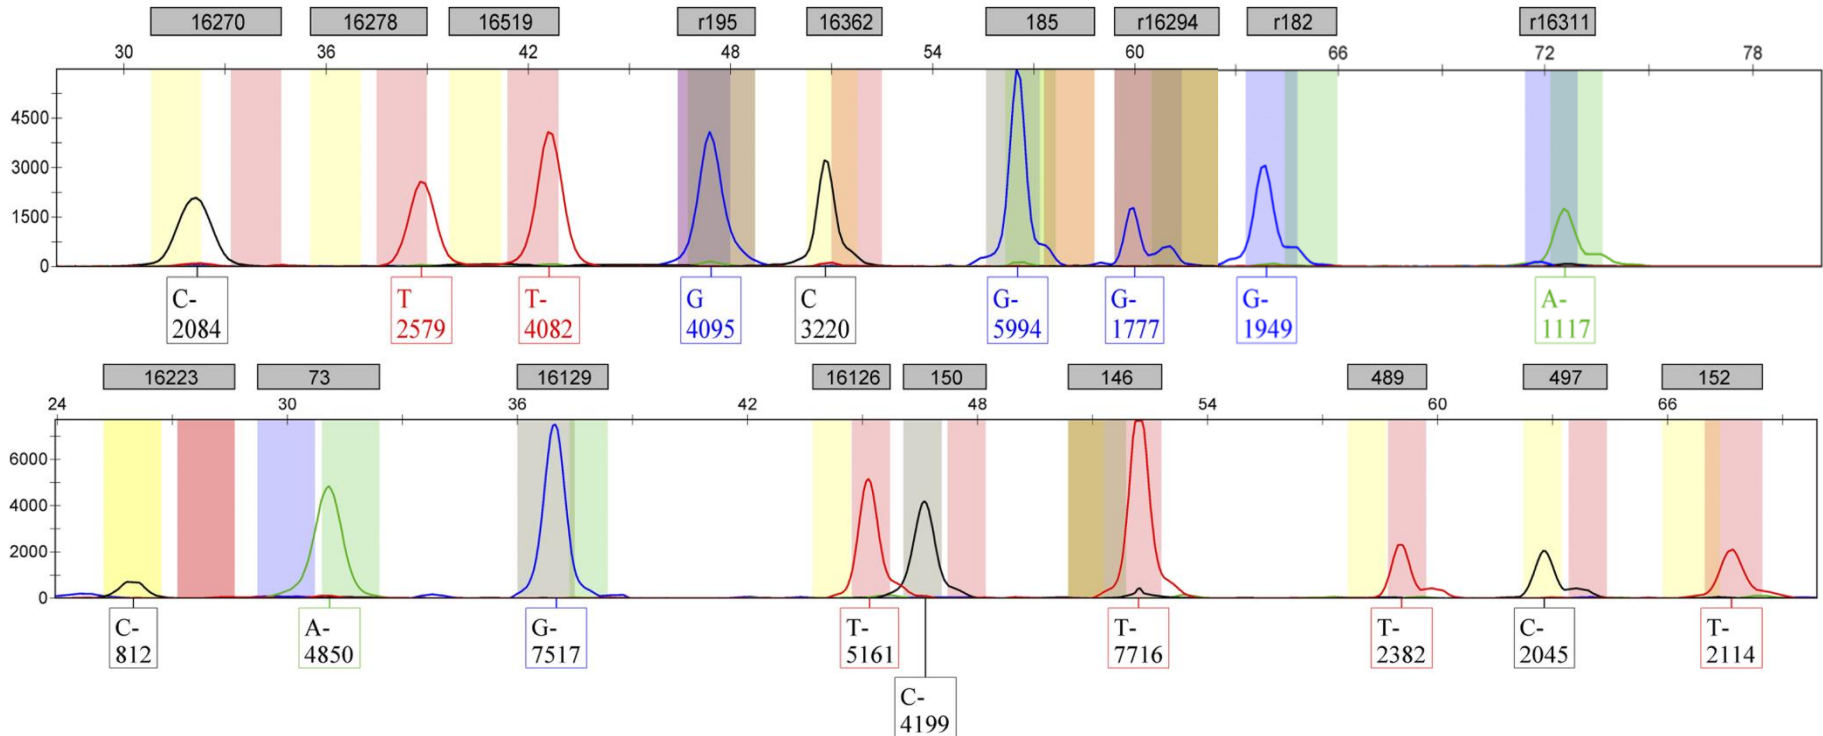 16270 16278 16519 r195 16362 185 r16294 r182 r16311
30 36 42 48 54 60 66 72 78
4500
3000
1500
0
C- T T- G C G- G- G- A-
2084 2579 4082 4095 3220 5994 1777 1949 1117
16223 73 16129 16126 150 146 489 497 152
24 30 36 42 48 54 60 66
6000
4000
2000
0
C- A- G- T- T- T- C- T-
812 4850 7517 5161 7716 2382 2045 2114
C-
4199